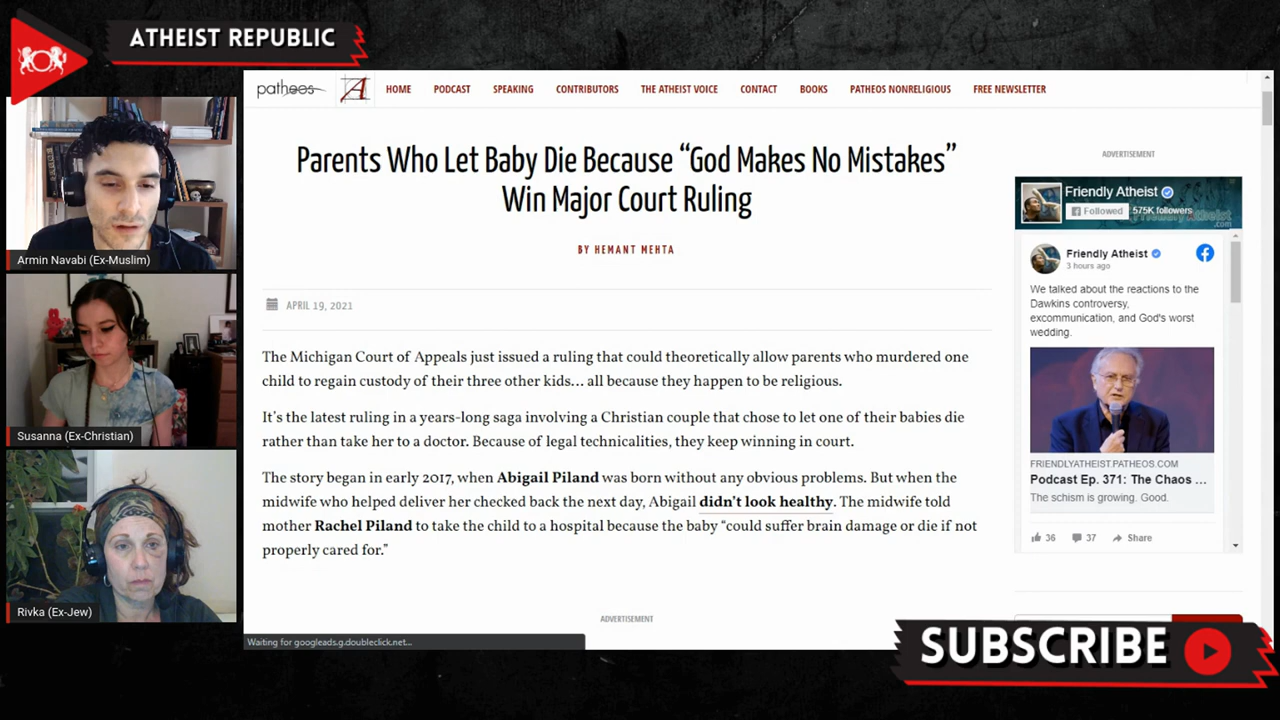 ATHEIST REPUBLIC
Armin Navabi (Ex-Muslim)
Susanna (Ex-Christian)
Rivka (Ex-Jew)
patheos A HOME PODCAST SPEAKING CONTRIBUTORS THE ATHEIST VOICE CONTACT BOOKS PATHEOS NONRELIGIOUS FREE NEWSLETTER
Parents Who Let Baby Die Because “God Makes No Mistakes”
Win Major Court Ruling
BY HEMANT MEHTA
APRIL 19, 2021
The Michigan Court of Appeals just issued a ruling that could theoretically allow parents who murdered one
child to regain custody of their three other kids… all because they happen to be religious.
It’s the latest ruling in a years-long saga involving a Christian couple that chose to let one of their babies die
rather than take her to a doctor. Because of legal technicalities, they keep winning in court.
The story began in early 2017, when Abigail Piland was born without any obvious problems. But when the
midwife who helped deliver her checked back the next day, Abigail didn’t look healthy. The midwife told
mother Rachel Piland to take the child to a hospital because the baby “could suffer brain damage or die if not
properly cared for.”
ADVERTISEMENT
Waiting for googleads.g.doubleclick.net...
ADVERTISEMENT
Friendly Atheist
Followed 575K followers
Friendly Atheist
3 hours ago
We talked about the reactions to the
Dawkins controversy,
excommunication, and God's worst
wedding.
FRIENDLYATHEIST.PATHEOS.COM
Podcast Ep. 371: The Chaos ...
The schism is growing. Good.
36 37 Share
SUBSCRIBE